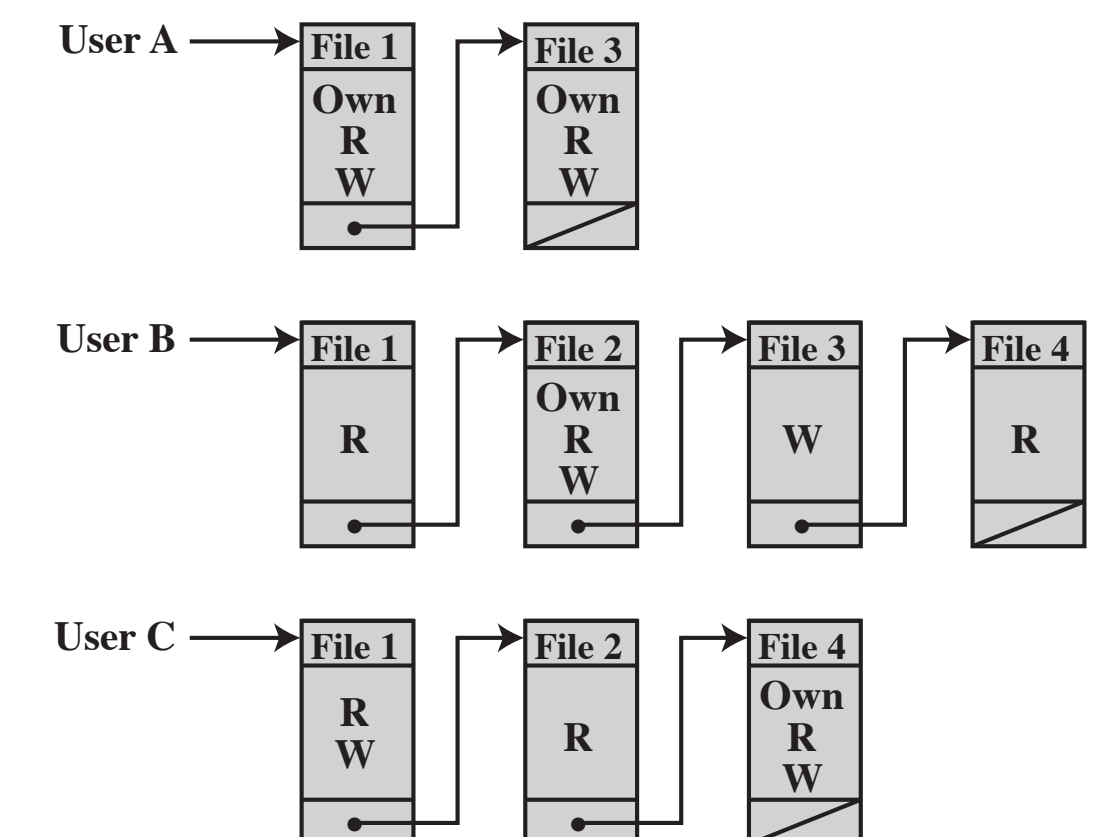 User A
File 1
Own
R
W
File 3
Own
R
W
User B
File 1
R
File 2
Own
R
W
File 3
W
File 4
R
User C
File 1
R
W
File 2
R
File 4
Own
R
W